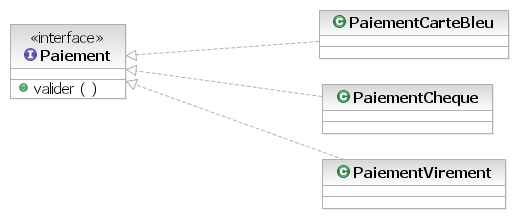 «interface»
I Paiement
valider ( )
C PaiementCarteBleu
C PaiementCheque
C PaiementVirement